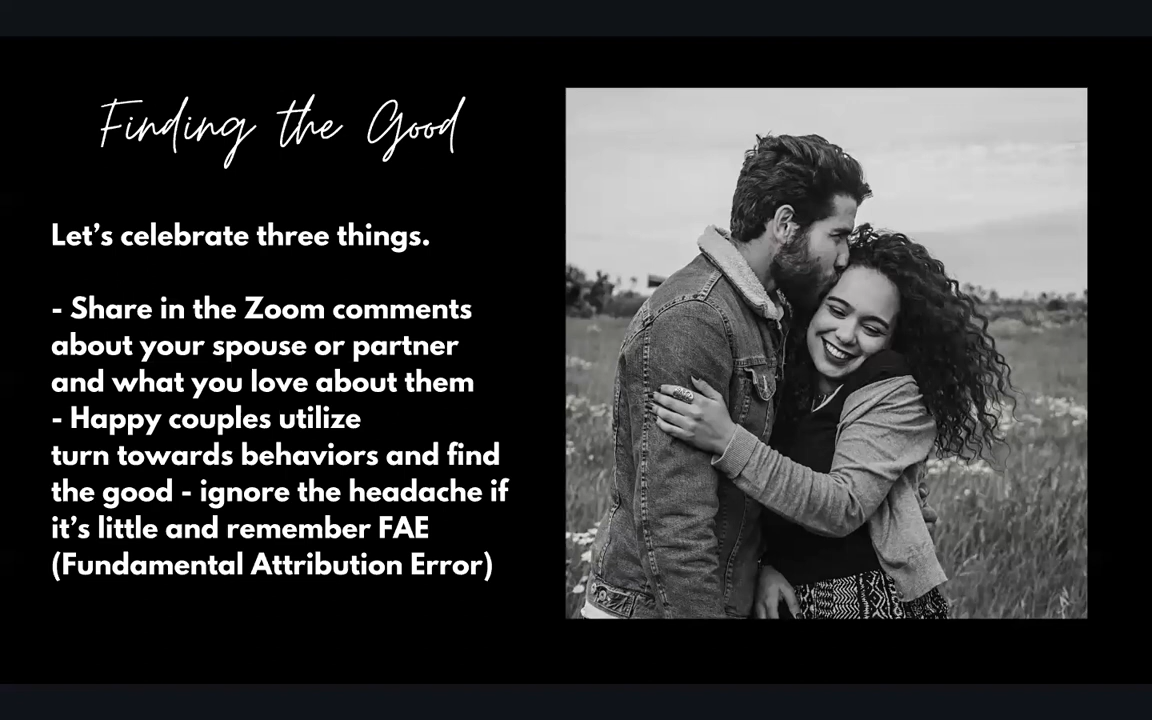 Finding the Good
Let's celebrate three things.
- Share in the Zoom comments
about your spouse or partner
and what you love about them
- Happy couples utilize
turn towards behaviors and find
the good - ignore the headache if
it's little and remember FAE
(Fundamental Attribution Error)